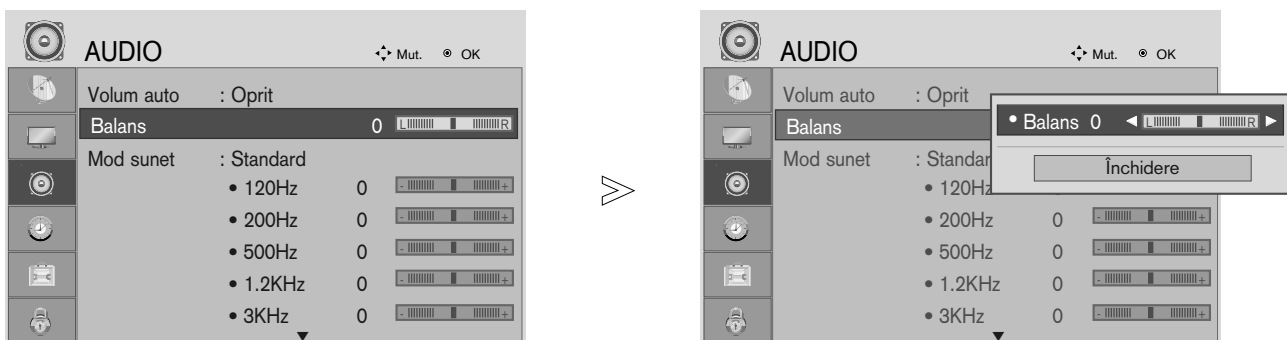 AUDIO Mut. OK
Volum auto : Oprit
Balans 0 L R
Mod sunet : Standard
• 120Hz 0 - +
• 200Hz 0 - +
• 500Hz 0 - +
• 1.2KHz 0 - +
• 3KHz 0 - +
AUDIO Mut. OK
Volum auto : Oprit
Balans
• Balans 0 L R
Închidere
Mod sunet : Standar
• 120Hz
• 200Hz 0 - +
• 500Hz 0 - +
• 1.2KHz 0 - +
• 3KHz 0 - +